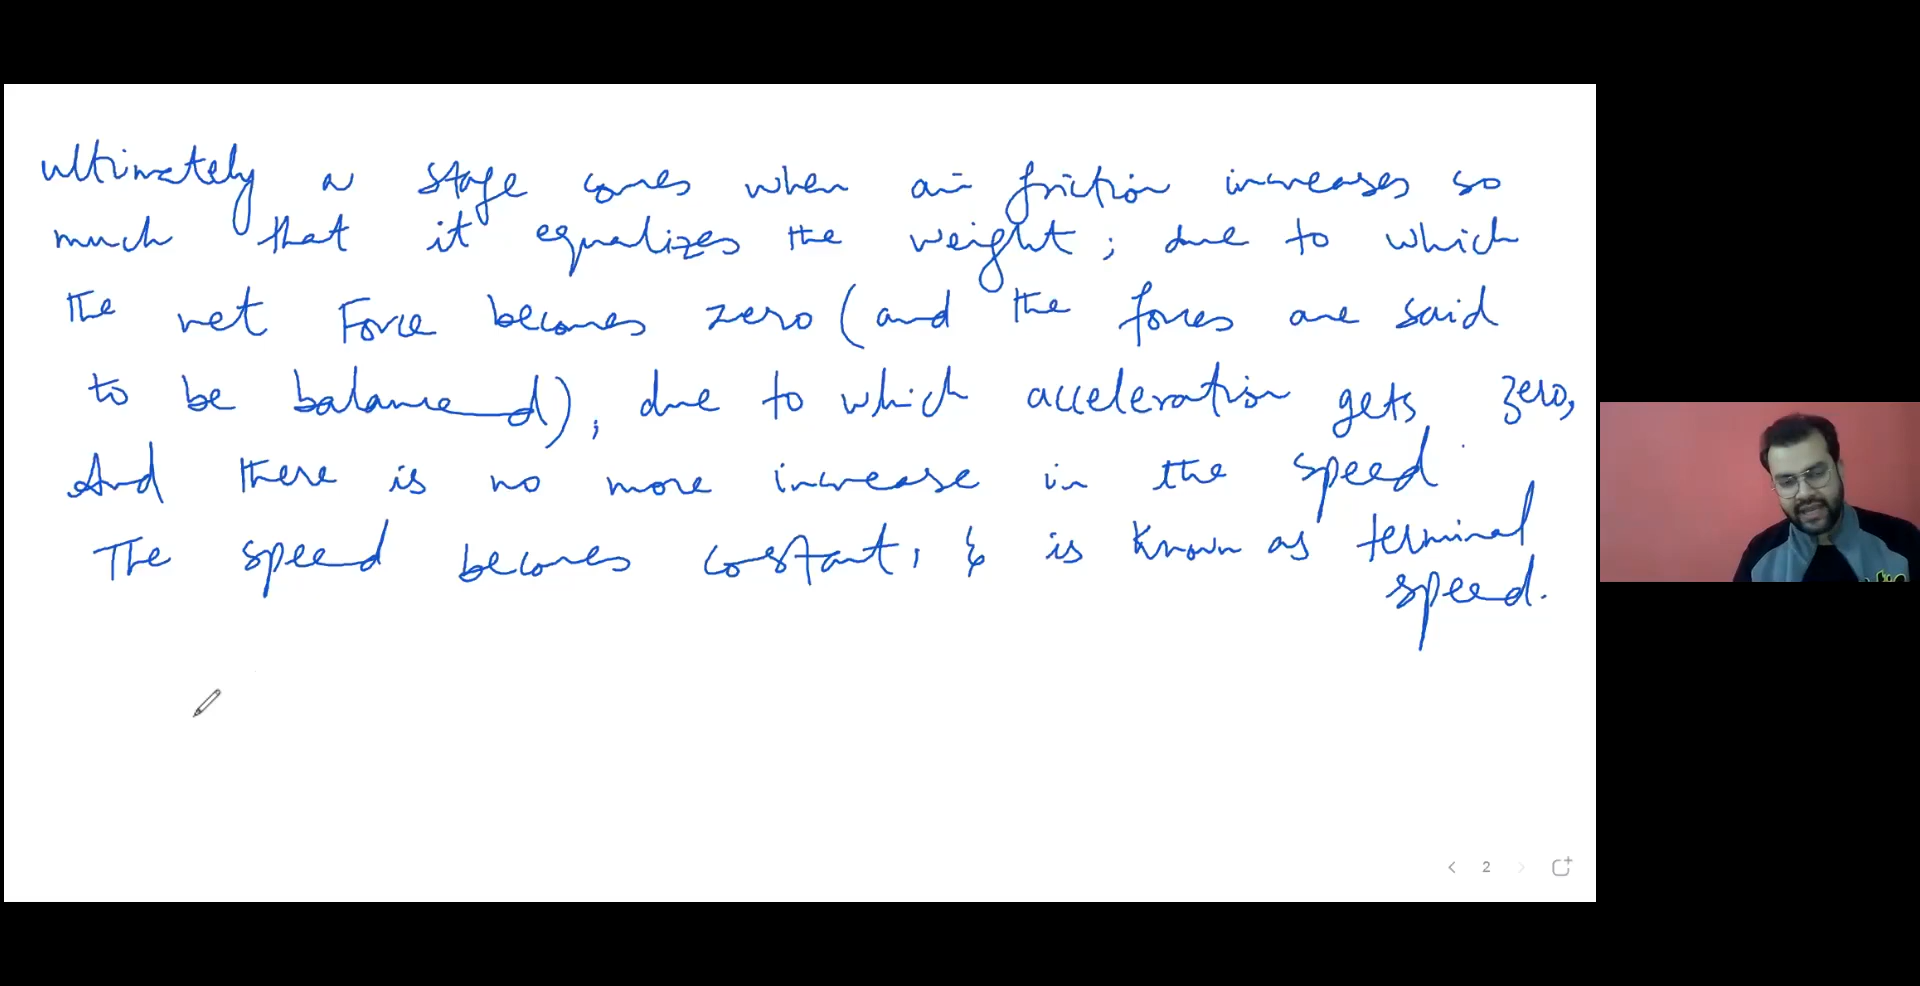 ultimately a stage comes when air friction increases so
much that it equalizes the weight; due to which
the net Force becomes zero (and the forces are said
to be balanced), due to which acceleration gets zero,
And there is no more increase in the speed.
The speed becomes constant, & is known as terminal
speed.
2